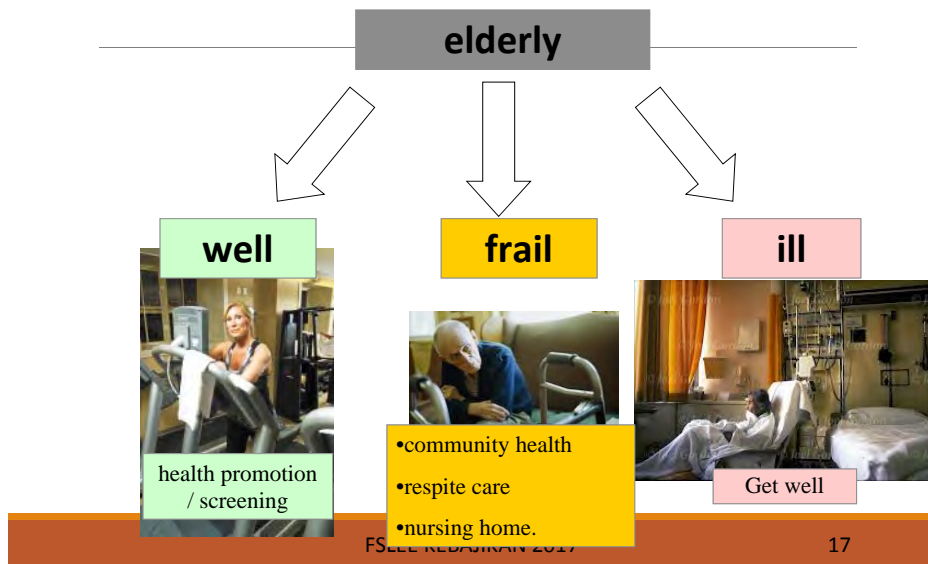 elderly
well
frail
ill
health promotion
/ screening
•community health
•respite care
•nursing home.
Get well
17